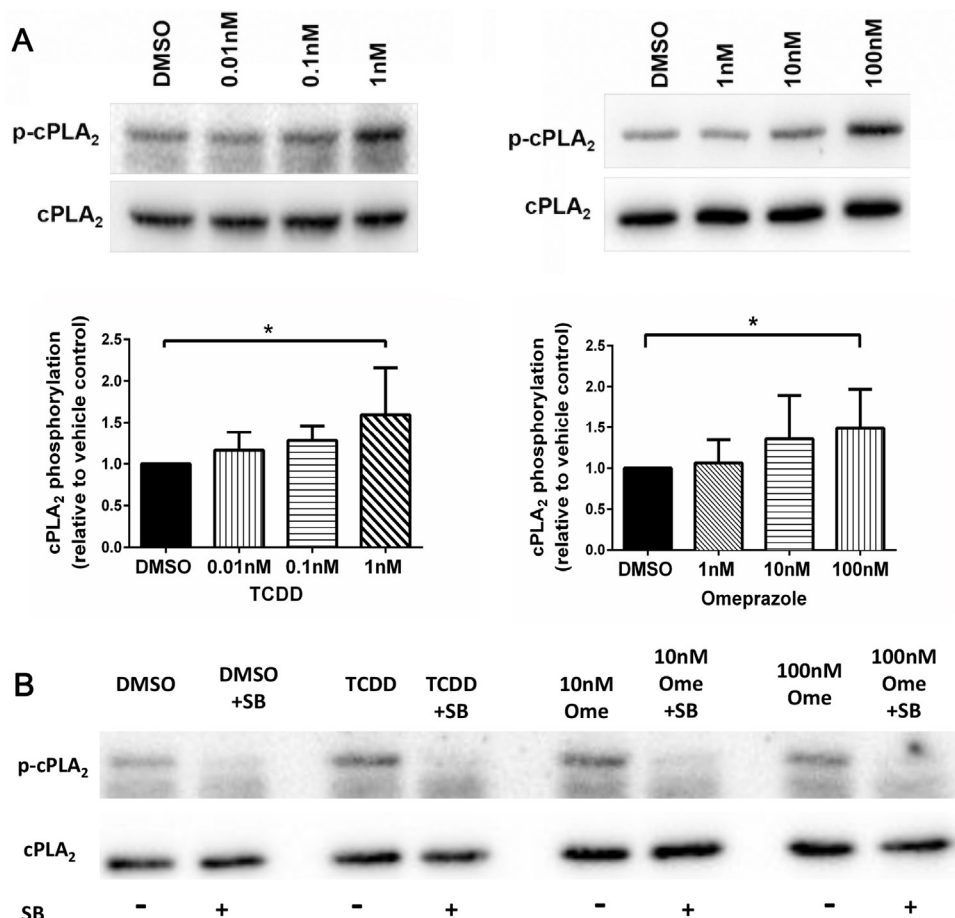 A
DMSO 0.01nM 0.1nM 1nM
p-cPLA₂
cPLA₂
cPLA₂ phosphorylation
(relative to vehicle control)
2.5
2.0
1.5
1.0
0.5
0.0
*
DMSO 0.01nM 0.1nM 1nM
TCDD
DMSO 1nM 10nM 100nM
p-cPLA₂
cPLA₂
cPLA₂ phosphorylation
(relative to vehicle control)
2.5
2.0
1.5
1.0
0.5
0.0
*
DMSO 1nM 10nM 100nM
Omeprazole
B
DMSO
DMSO
+SB
TCDD
TCDD
+SB
10nM
Ome
10nM
Ome
+SB
100nM
Ome
100nM
Ome
+SB
p-cPLA₂
cPLA₂
SB - + - + - + - +